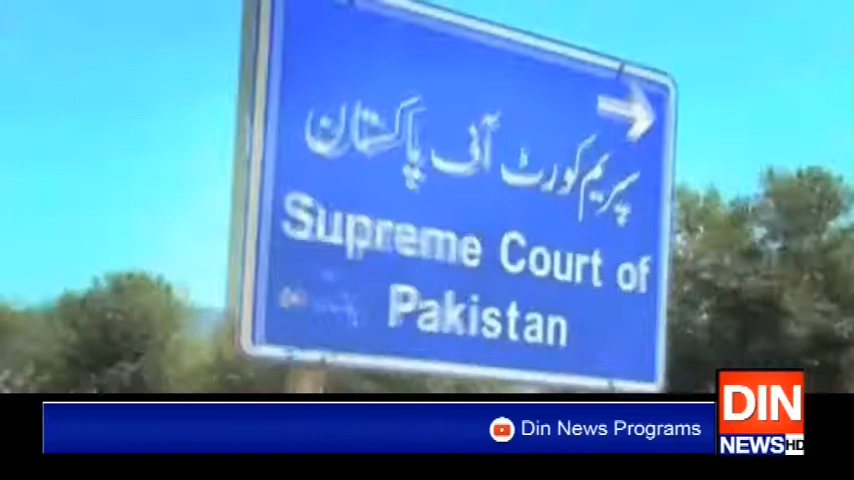 سپریم کورٹ آف پاکستان
Supreme Court of
Pakistan
Din News Programs
DIN
NEWS HD